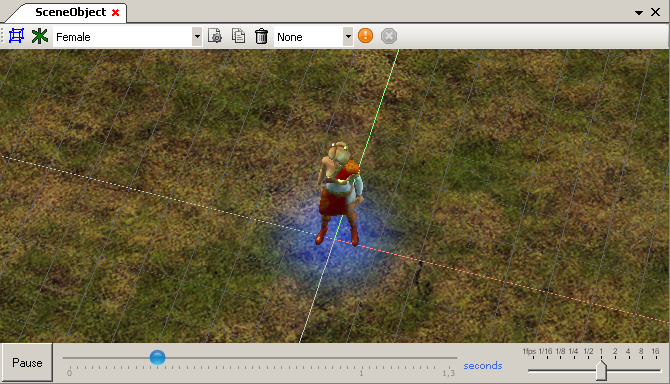 SceneObject
Female None
1fps 1/16 1/8 1/4 1/2 1 2 4 8 16
Pause seconds
0 1 1,3